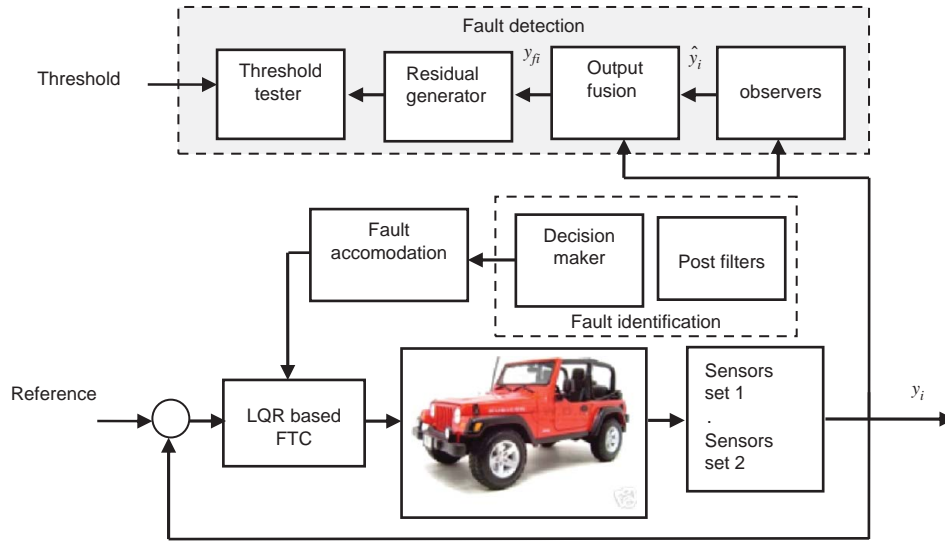 Fault detection
Threshold
Threshold
tester
Residual
generator
y_fi
Output
fusion
ŷ_i
observers
Fault
accomodation
Decision
maker
Post filters
Fault identification
Reference
LQR based
FTC
Sensors
set 1
.
Sensors
set 2
y_i